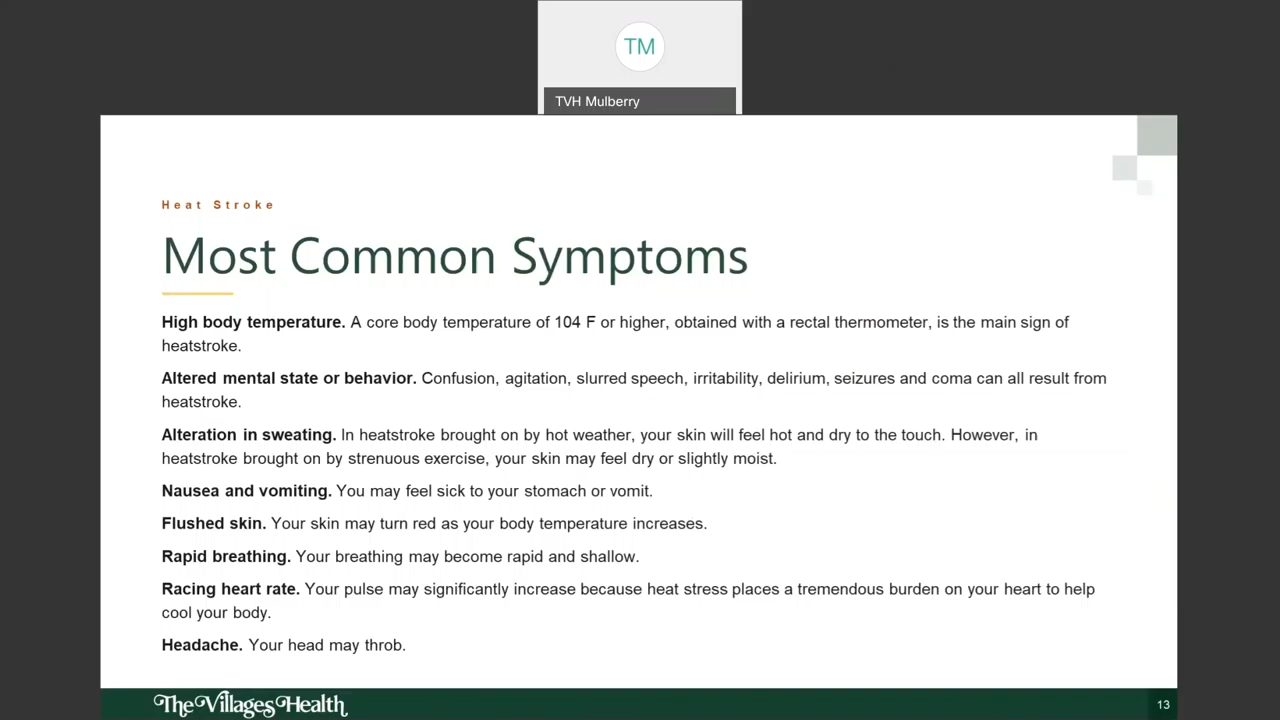 TM
TVH Mulberry
Heat Stroke
Most Common Symptoms
High body temperature. A core body temperature of 104 F or higher, obtained with a rectal thermometer, is the main sign of
heatstroke.
Altered mental state or behavior. Confusion, agitation, slurred speech, irritability, delirium, seizures and coma can all result from
heatstroke.
Alteration in sweating. In heatstroke brought on by hot weather, your skin will feel hot and dry to the touch. However, in
heatstroke brought on by strenuous exercise, your skin may feel dry or slightly moist.
Nausea and vomiting. You may feel sick to your stomach or vomit.
Flushed skin. Your skin may turn red as your body temperature increases.
Rapid breathing. Your breathing may become rapid and shallow.
Racing heart rate. Your pulse may significantly increase because heat stress places a tremendous burden on your heart to help
cool your body.
Headache. Your head may throb.
The Villages Health
13